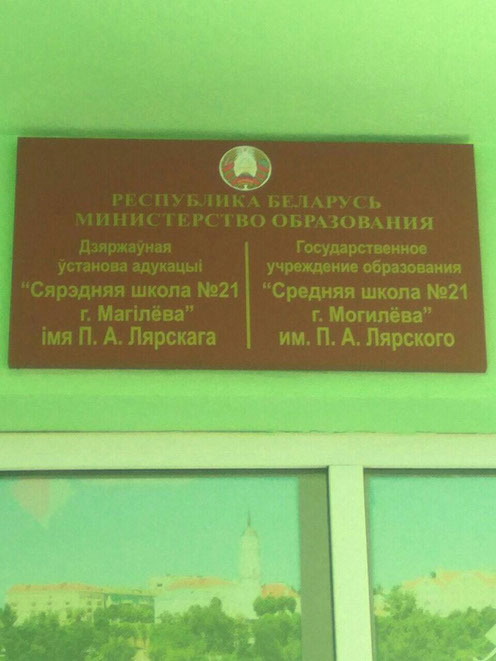 РЕСПУБЛИКА БЕЛАРУСЬ
МИНИСТЕРСТВО ОБРАЗОВАНИЯ
Дзяржаўная
ўстанова адукацыі
“Сярэдняя школа №21
г. Магілёва”
імя П. А. Лярскага
Государственное
учреждение образования
“Средняя школа №21
г. Могилёва”
им. П. А. Лярского